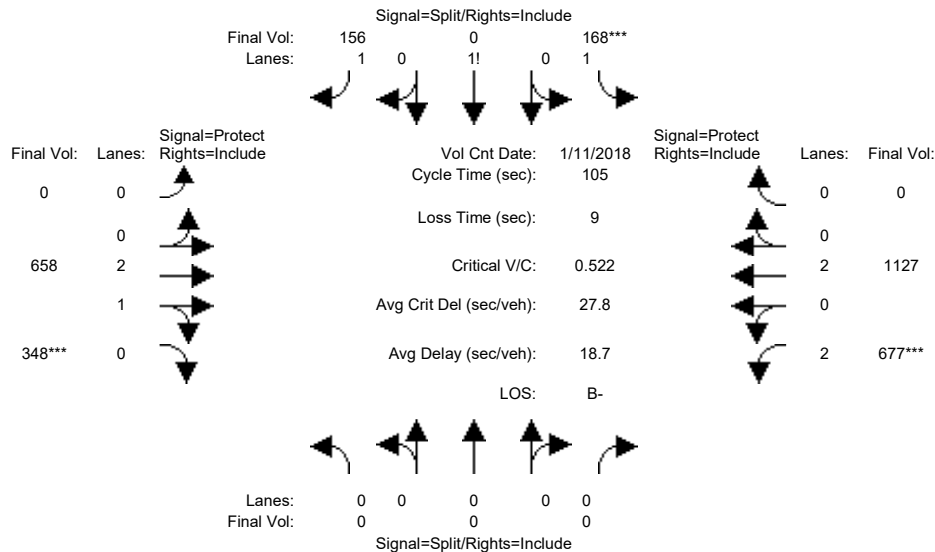 Signal=Split/Rights=Include
Final Vol: 156 0 168***
Lanes: 1 0 1! 0 1
Signal=Protect Signal=Protect
Final Vol: Lanes: Rights=Include Vol Cnt Date: 1/11/2018 Rights=Include Lanes: Final Vol:
Cycle Time (sec): 105
0 0 0 0
Loss Time (sec): 9
0 0
658 2 Critical V/C: 0.522 2 1127
1 Avg Crit Del (sec/veh): 27.8 0
348*** 0 Avg Delay (sec/veh): 18.7 2 677***
LOS: B-
Lanes: 0 0 0 0 0
Final Vol: 0 0 0
Signal=Split/Rights=Include